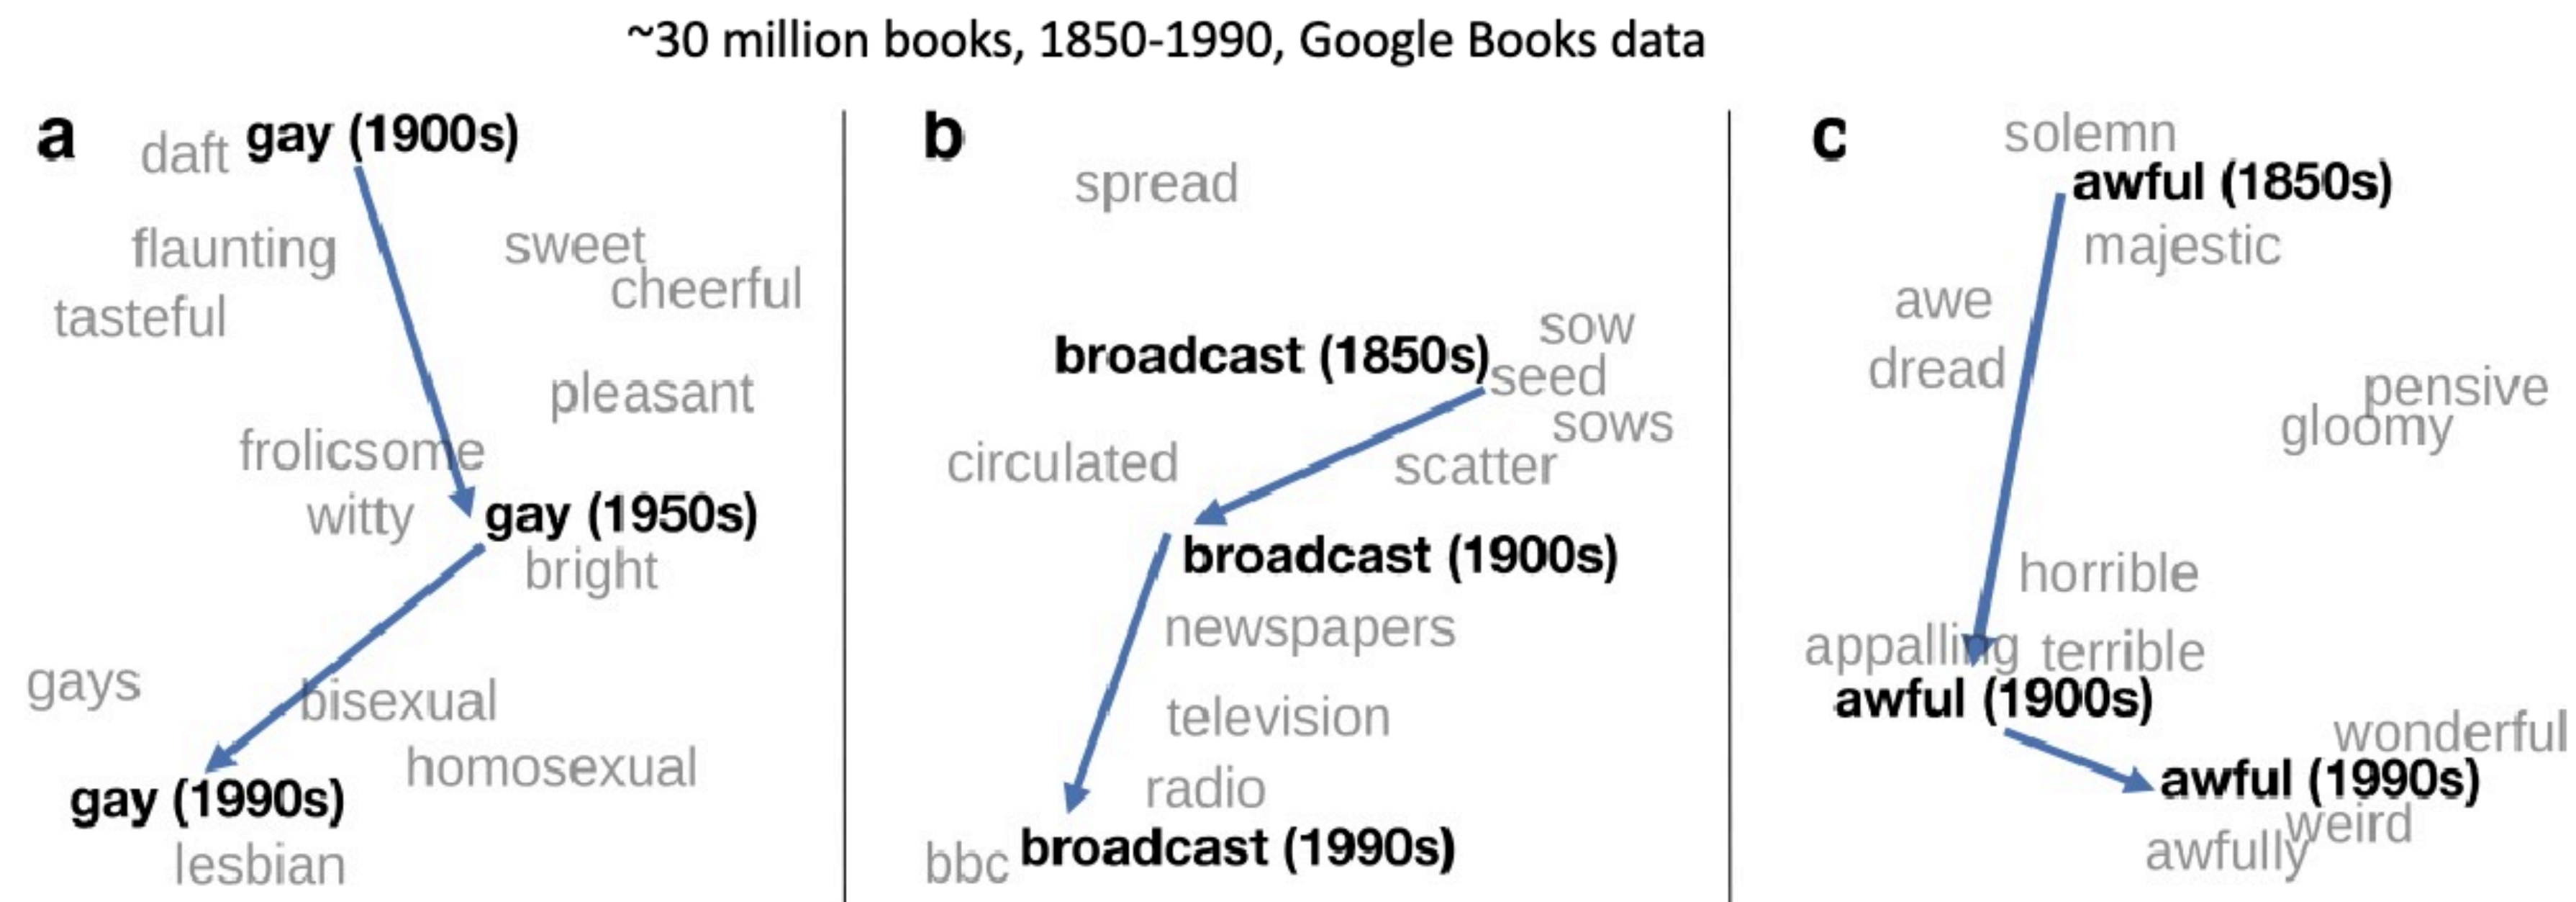 ~30 million books, 1850-1990, Google Books data
a
daft gay (1900s)
flaunting
sweet
cheerful
tasteful
pleasant
frolicsome
witty
gay (1950s)
bright
gays
bisexual
homosexual
gay (1990s)
lesbian
b
spread
sow
broadcast (1850s)
seed
sows
circulated
scatter
broadcast (1900s)
newspapers
television
radio
bbc broadcast (1990s)
c
solemn
awful (1850s)
majestic
awe
dread
pensive
gloomy
horrible
appalling terrible
awful (1900s)
wonderful
awful (1990s)
weird
awfully